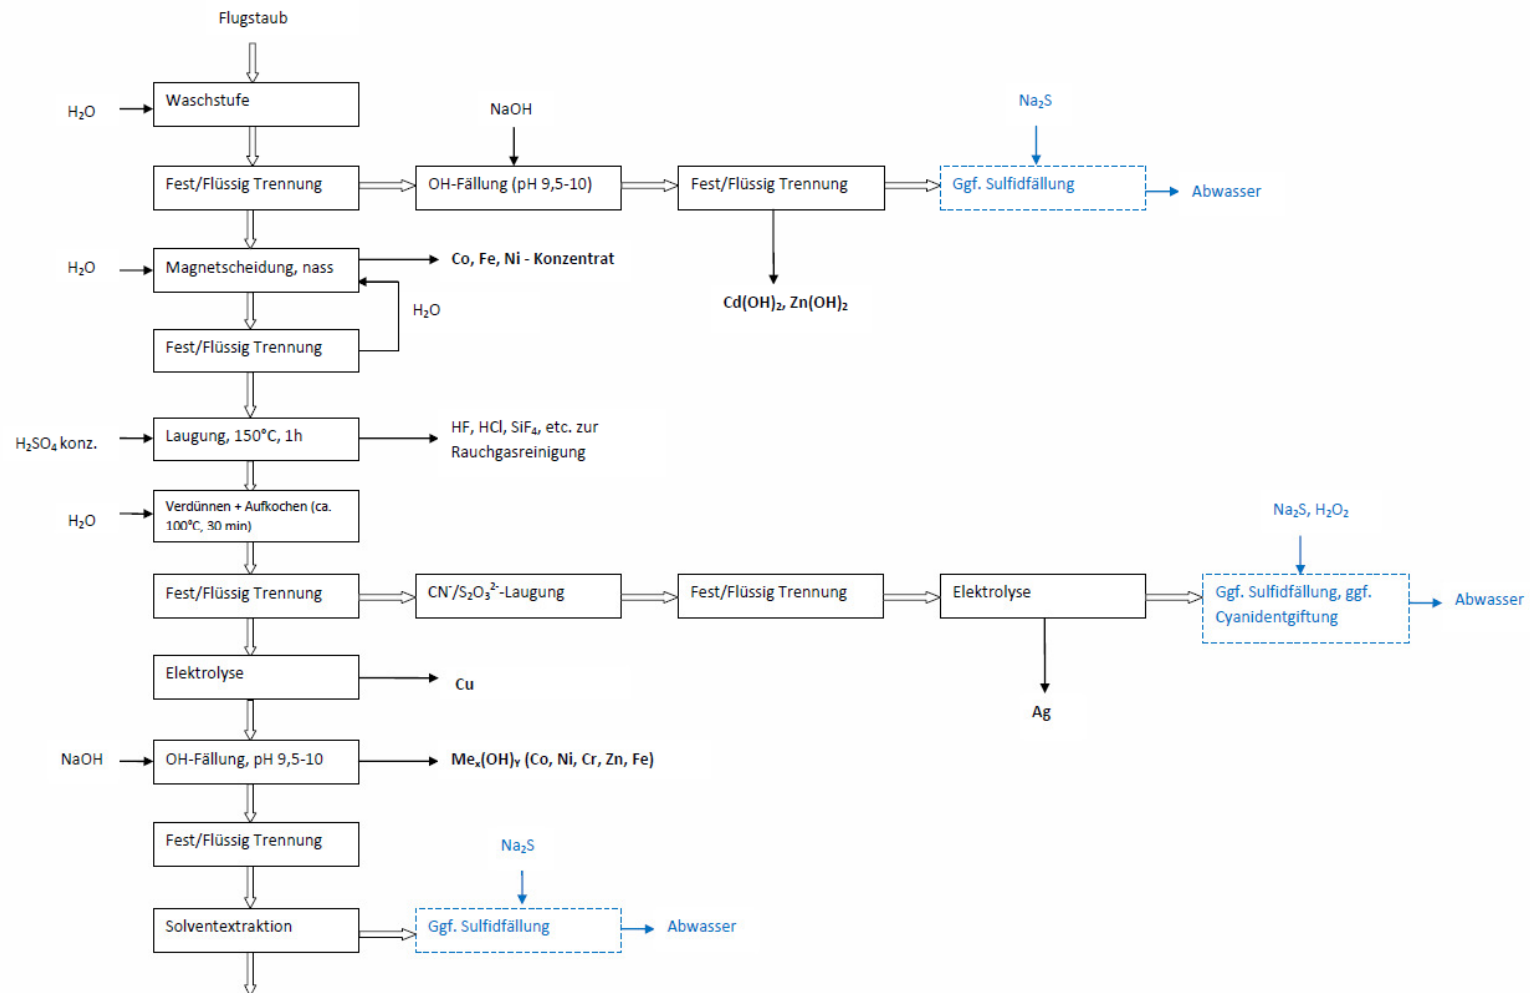 Flugstaub
H₂O
Waschstufe
NaOH
Na₂S
Fest/Flüssig Trennung
OH-Fällung (pH 9,5-10)
Fest/Flüssig Trennung
Ggf. Sulfidfällung
Abwasser
H₂O
Magnetscheidung, nass
Co, Fe, Ni - Konzentrat
Cd(OH)₂, Zn(OH)₂
H₂O
Fest/Flüssig Trennung
H₂SO₄ konz.
Laugung, 150°C, 1h
HF, HCl, SiF₄, etc. zur
Rauchgasreinigung
H₂O
Verdünnen + Aufkochen (ca.
100°C, 30 min)
Na₂S, H₂O₂
Fest/Flüssig Trennung
CN⁻/S₂O₃²⁻-Laugung
Fest/Flüssig Trennung
Elektrolyse
Ggf. Sulfidfällung, ggf.
Cyanidentgiftung
Abwasser
Elektrolyse
Cu
Ag
NaOH
OH-Fällung, pH 9,5-10
Meₓ(OH)ᵧ (Co, Ni, Cr, Zn, Fe)
Fest/Flüssig Trennung
Na₂S
Solventextraktion
Ggf. Sulfidfällung
Abwasser